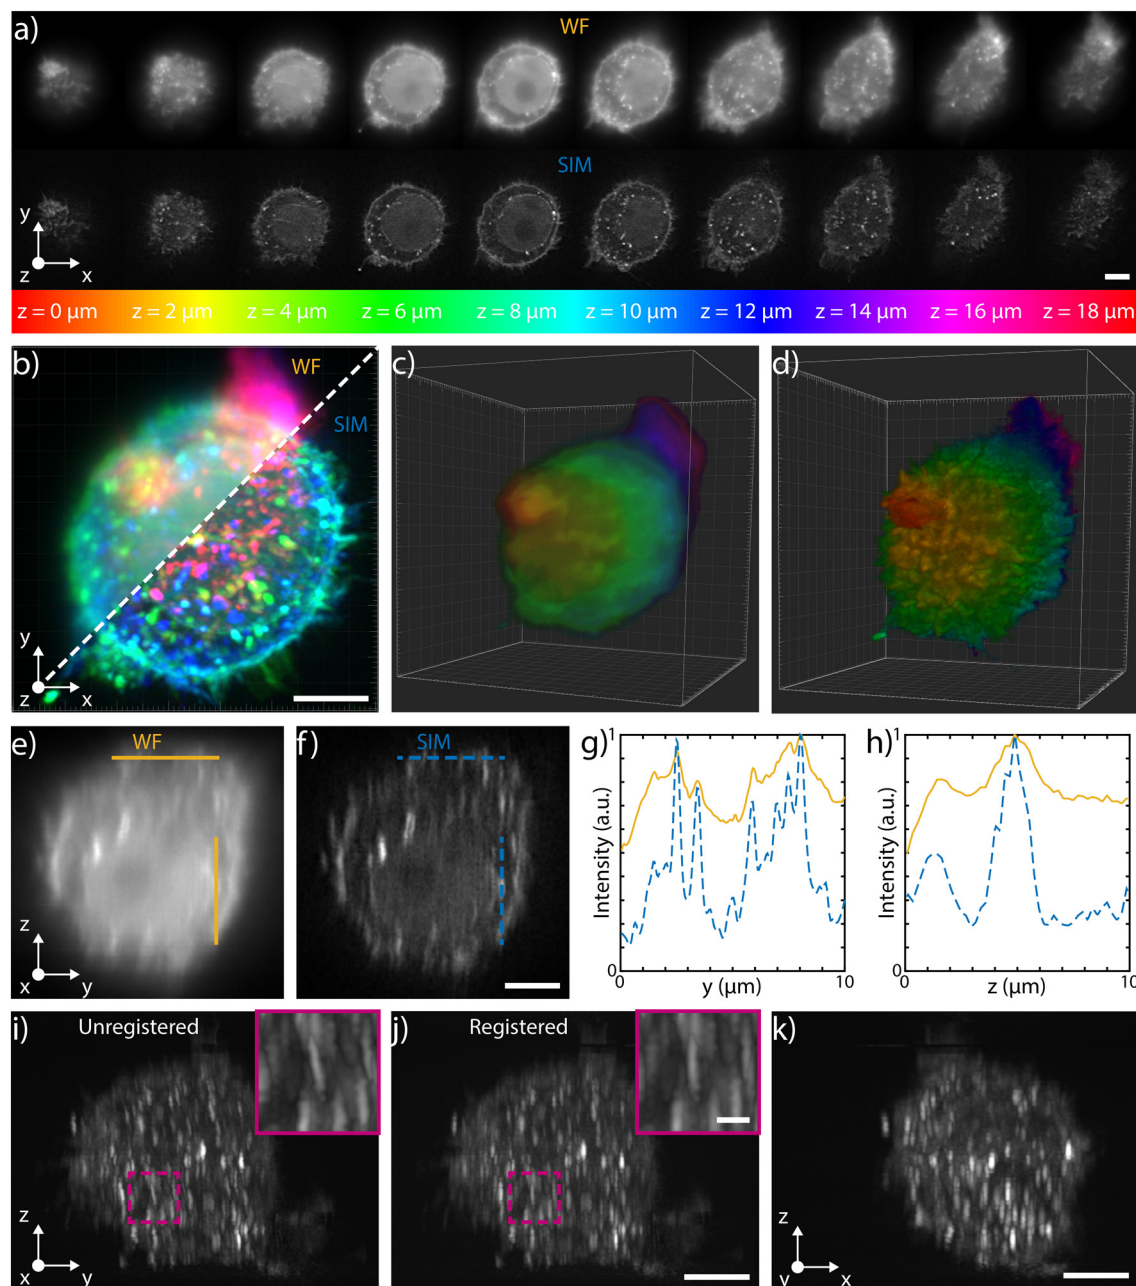 a)
WF
SIM
y
z
x
z = 0 µm
z = 2 µm
z = 4 µm
z = 6 µm
z = 8 µm
z = 10 µm
z = 12 µm
z = 14 µm
z = 16 µm
z = 18 µm
b)
WF
SIM
y
z
x
c)
d)
e)
WF
z
x
y
f)
SIM
g)
1
Intensity (a.u.)
0
0
10
y (µm)
h)
1
Intensity (a.u.)
0
0
10
z (µm)
i)
Unregistered
z
x
y
j)
Registered
k)
z
y
x